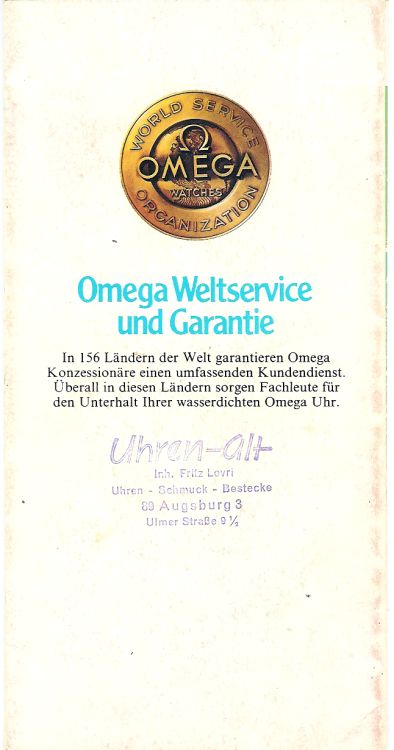 WORLD SERVICE
Ω
OMEGA
WATCHES
ORGANIZATION
Omega Weltservice
und Garantie
In 156 Ländern der Welt garantieren Omega
Konzessionäre einen umfassenden Kundendienst.
Überall in diesen Ländern sorgen Fachleute für
den Unterhalt Ihrer wasserdichten Omega Uhr.
Uhren-alt
Inh. Fritz Lovri
Uhren - Schmuck - Bestecke
89 Augsburg 3
Ulmer Straße 9 ½